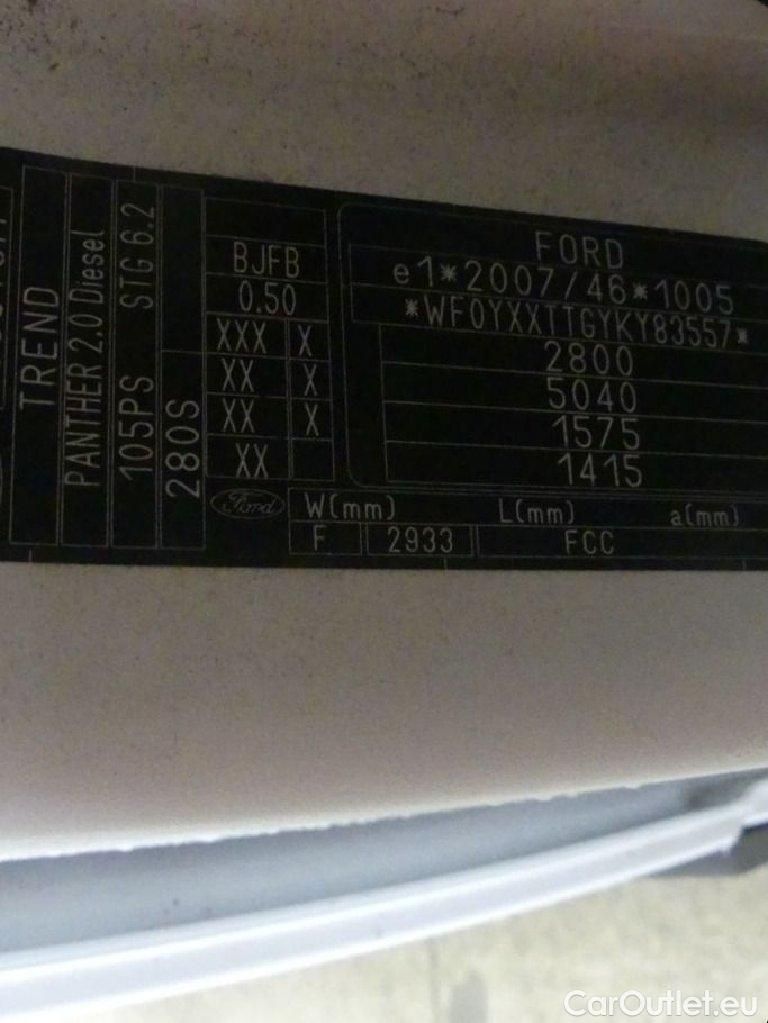 TREND
PANTHER 2.0 Diesel
105PS
STG 6.2
280S
BJFB
0.50
XXX X
XX X
XX X
XX
Ford
FORD
e1*2007/46*1005
*WF0YXXTTGYKY83557*
2800
5040
1575
1415
W(mm) L(mm) a(mm)
F 2933 FCC
CarOutlet.eu